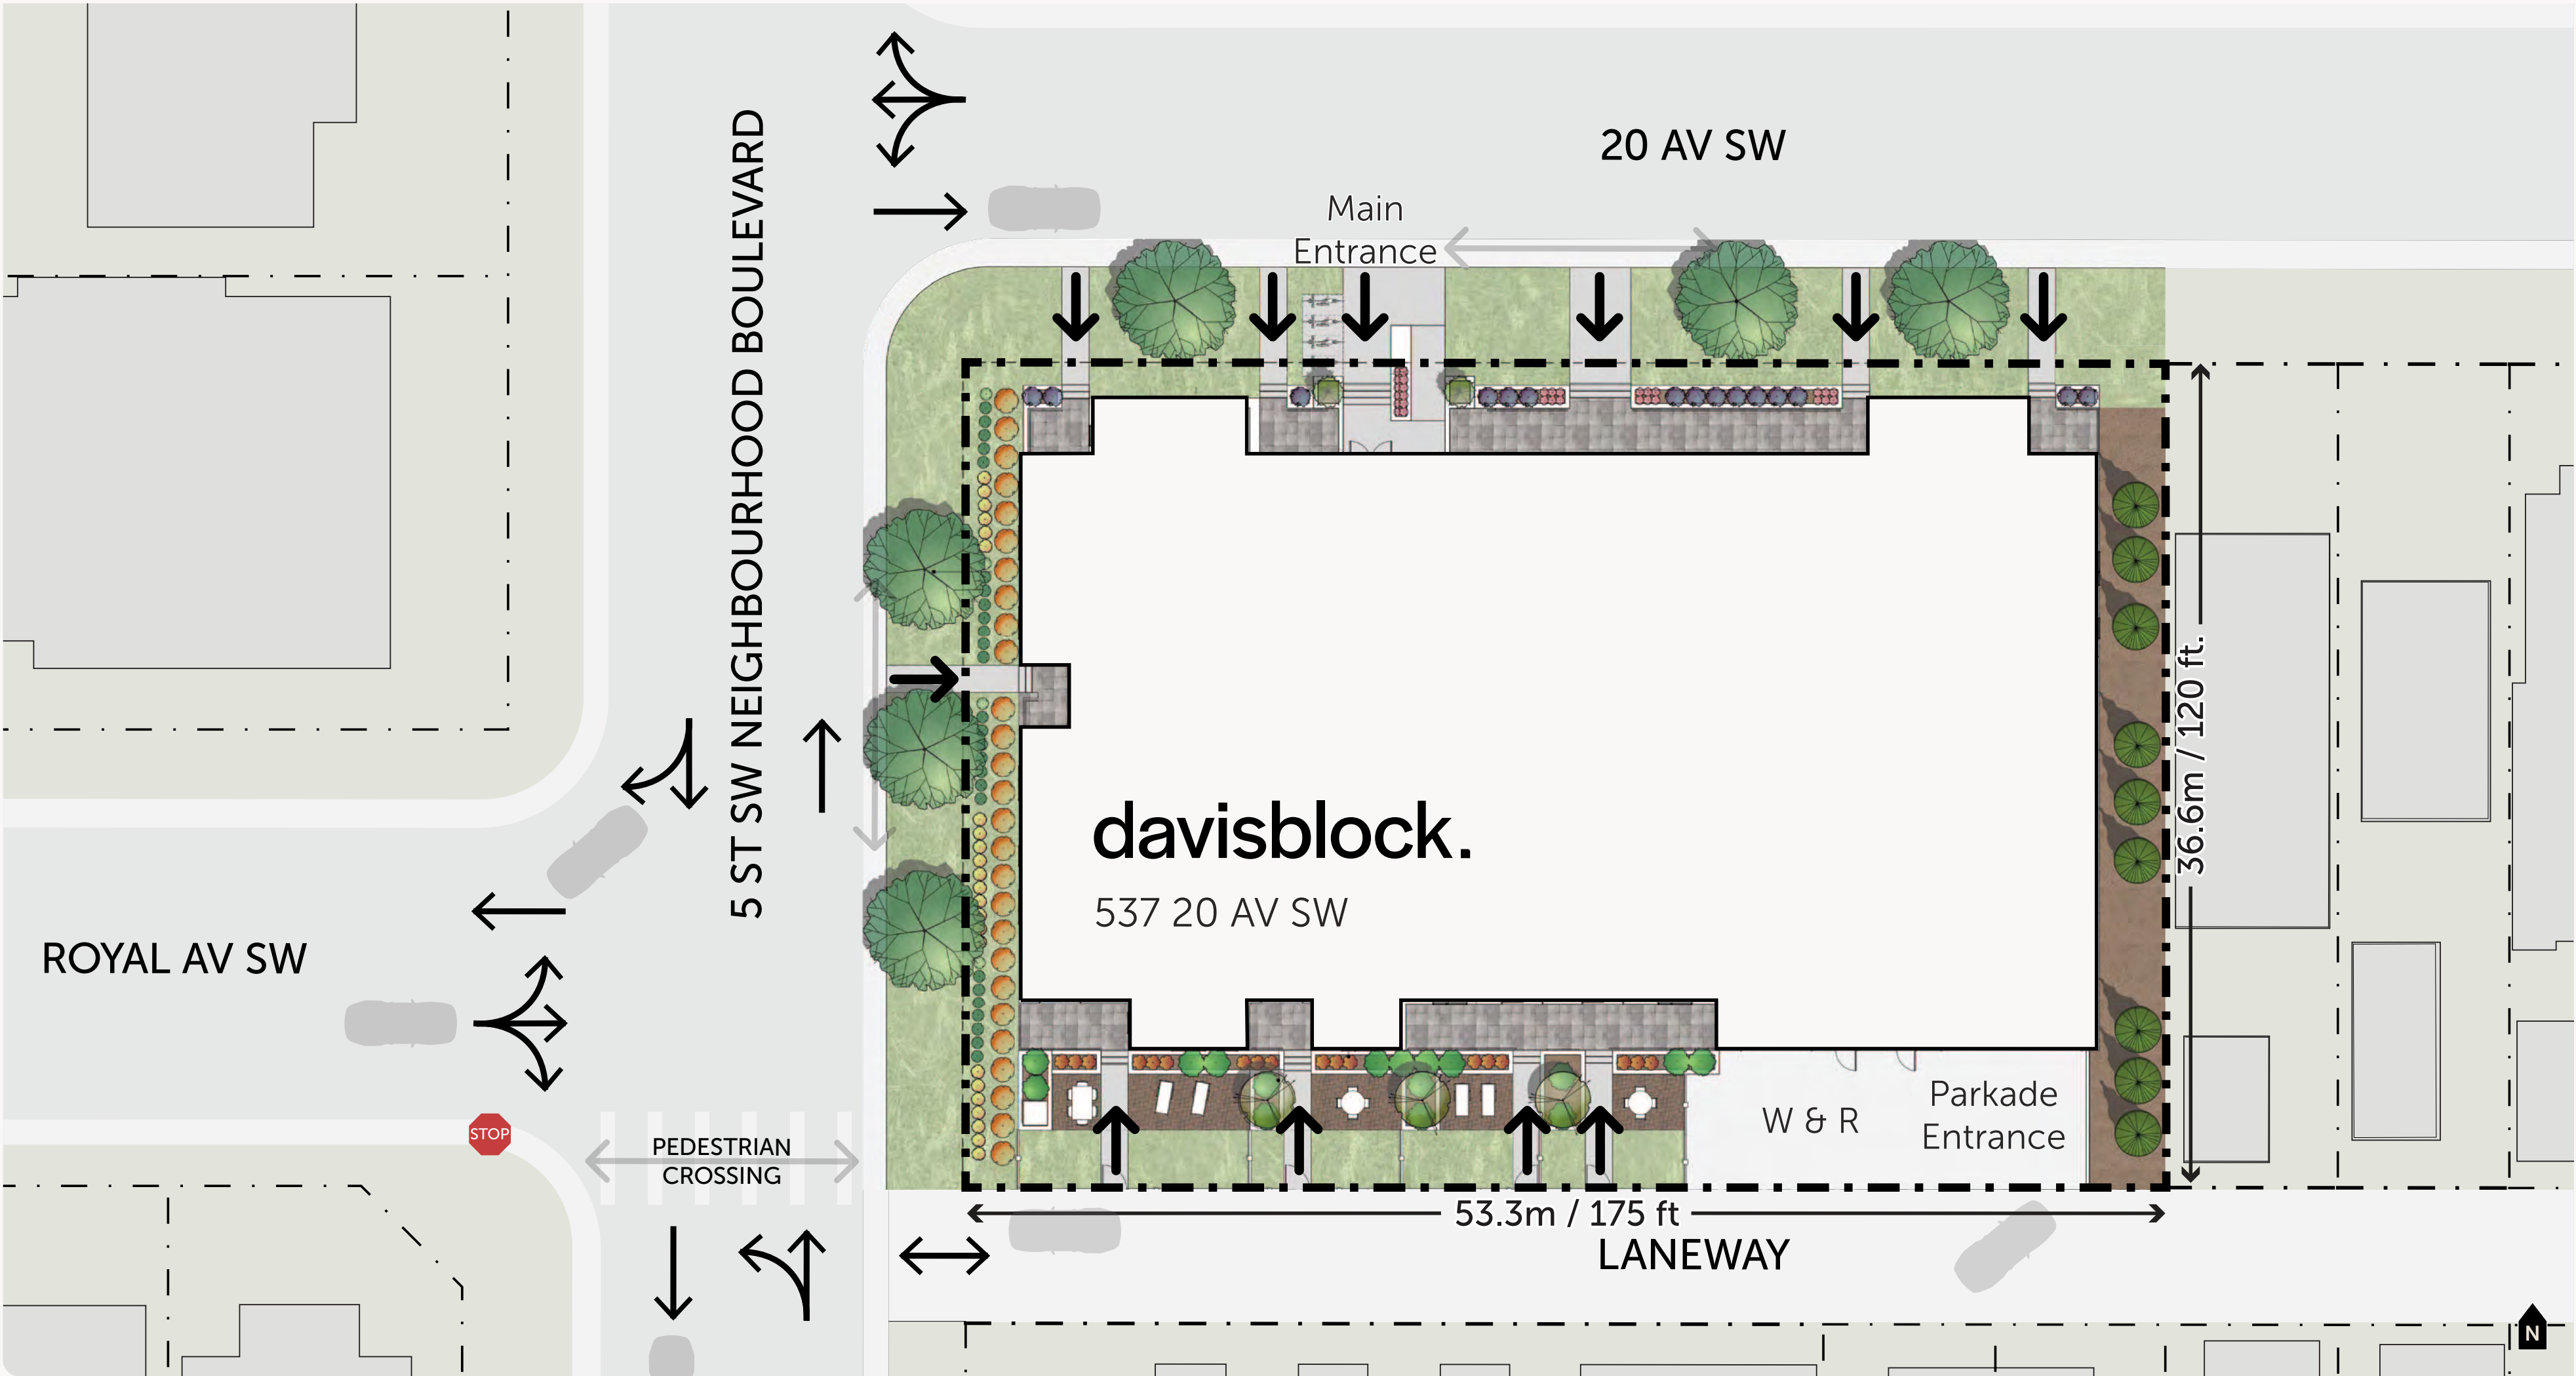 20 AV SW
Main
Entrance
5 ST SW NEIGHBOURHOOD BOULEVARD
36.6m / 120 ft.
davisblock.
537 20 AV SW
ROYAL AV SW
STOP
PEDESTRIAN
CROSSING
W & R
Parkade
Entrance
53.3m / 175 ft
LANEWAY
N